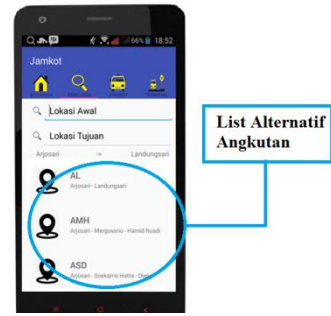 66% 18:52
Jamkot
Lokasi Awal
Lokasi Tujuan
Arjosari → Landungsari
AL
Arjosari - Landungsari
AMH
Arjosari - Mergosono - Hamid Rusdi
ASD
Arjosari - Soekarno Hatta -
List Alternatif
Angkutan